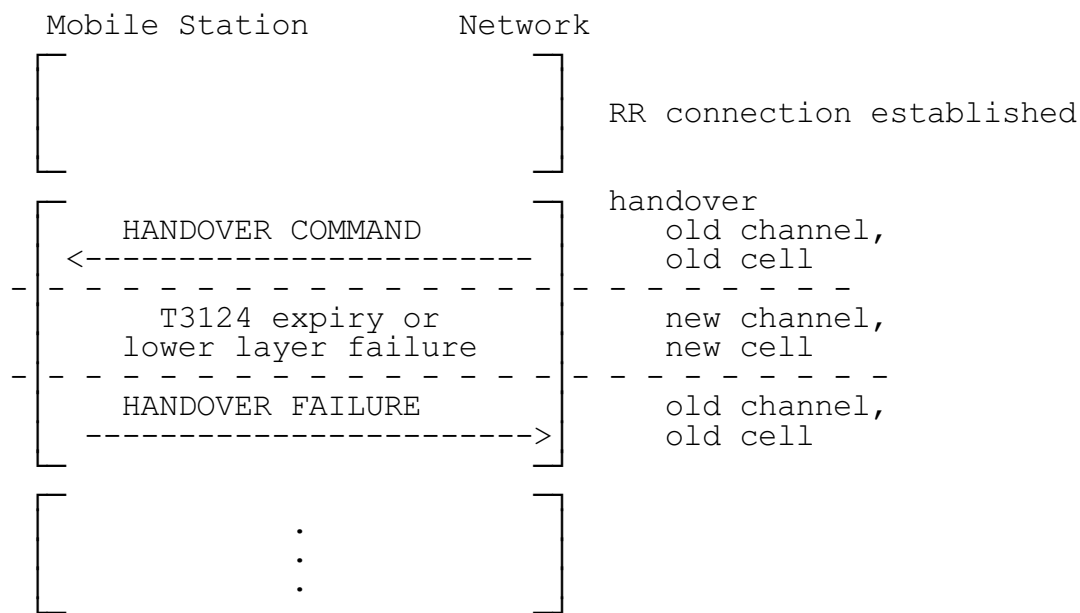 Mobile Station Network
RR connection established
handover
HANDOVER COMMAND old channel,
<------------------------ old cell
- - - - - - - - - - - - - - - - - - - - - - -
T3124 expiry or new channel,
lower layer failure new cell
- - - - - - - - - - - - - - - - - - - - - - - -
HANDOVER FAILURE old channel,
------------------------> old cell
.
.
.